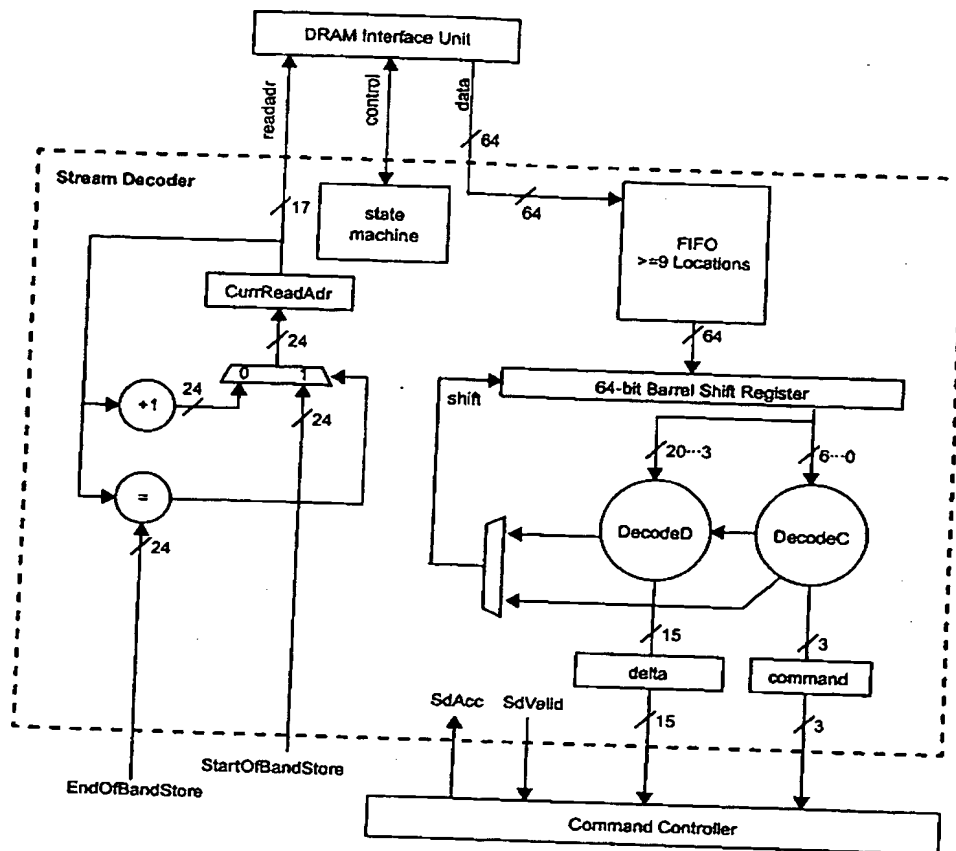 DRAM Interface Unit
readadr
control
data
64
Stream Decoder
17
state
machine
64
FIFO
>=9 Locations
CurrReadAdr
24
64
0 1
24
+1
24
shift
64-bit Barrel Shift Register
20...3
6...0
=
24
DecodeD
DecodeC
15
3
delta
command
SdAcc
SdValid
15
3
StartOfBandStore
EndOfBandStore
Command Controller